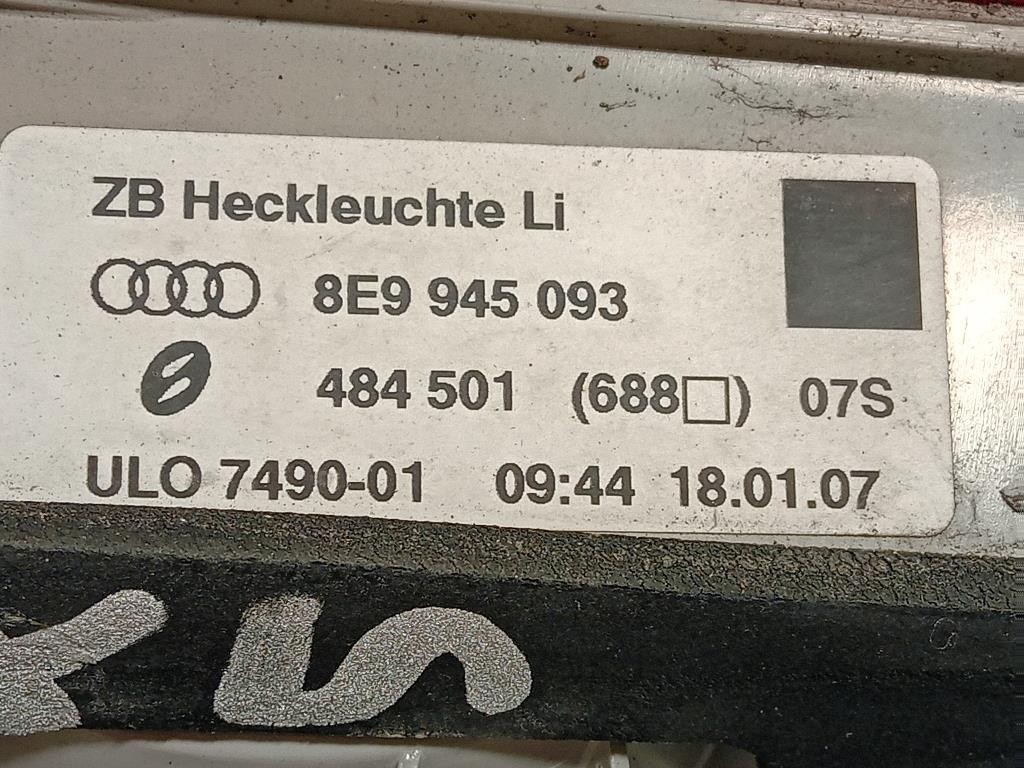 ZB Heckleuchte Li
8E9 945 093
484 501 (688□) 07S
ULO 7490-01 09:44 18.01.07